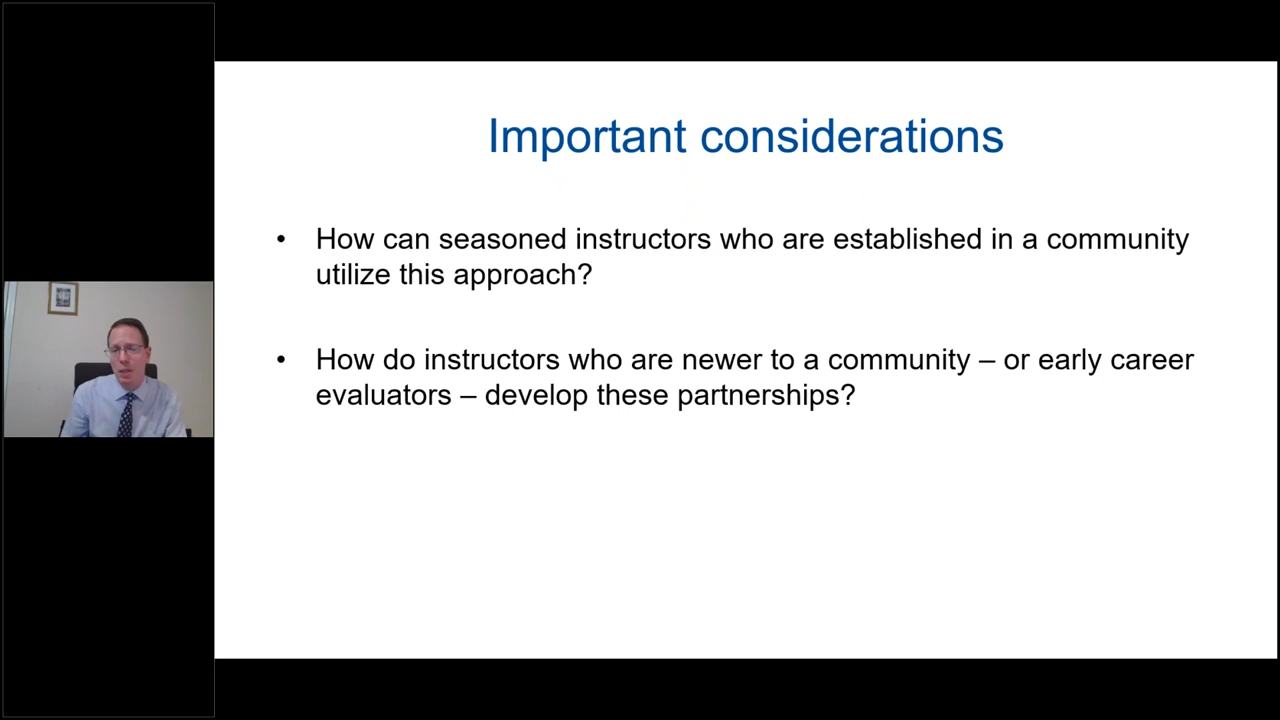 Important considerations
• How can seasoned instructors who are established in a community
utilize this approach?
• How do instructors who are newer to a community – or early career
evaluators – develop these partnerships?